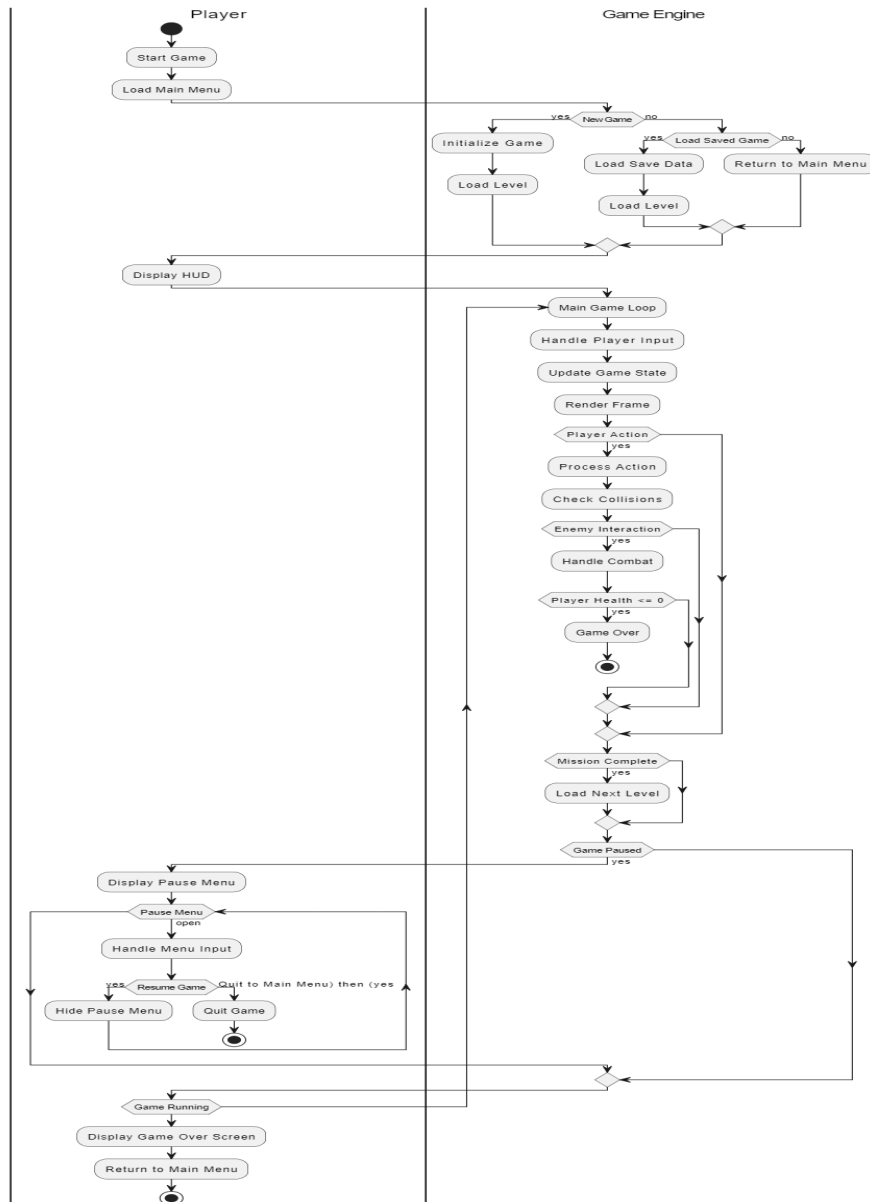 Player
Game Engine
Start Game
Load Main Menu
yes
New Game
no
Initialize Game
Load Level
yes
Load Saved Game
no
Load Save Data
Return to Main Menu
Load Level
Display HUD
Main Game Loop
Handle Player Input
Update Game State
Render Frame
Player Action
yes
Process Action
Check Collisions
Enemy Interaction
yes
Handle Combat
Player Health <= 0
yes
Game Over
Mission Complete
yes
Load Next Level
Game Paused
yes
Display Pause Menu
Pause Menu
open
Handle Menu Input
yes
Resume Game
Quit to Main Menu) then (yes
Hide Pause Menu
Quit Game
Game Running
Display Game Over Screen
Return to Main Menu